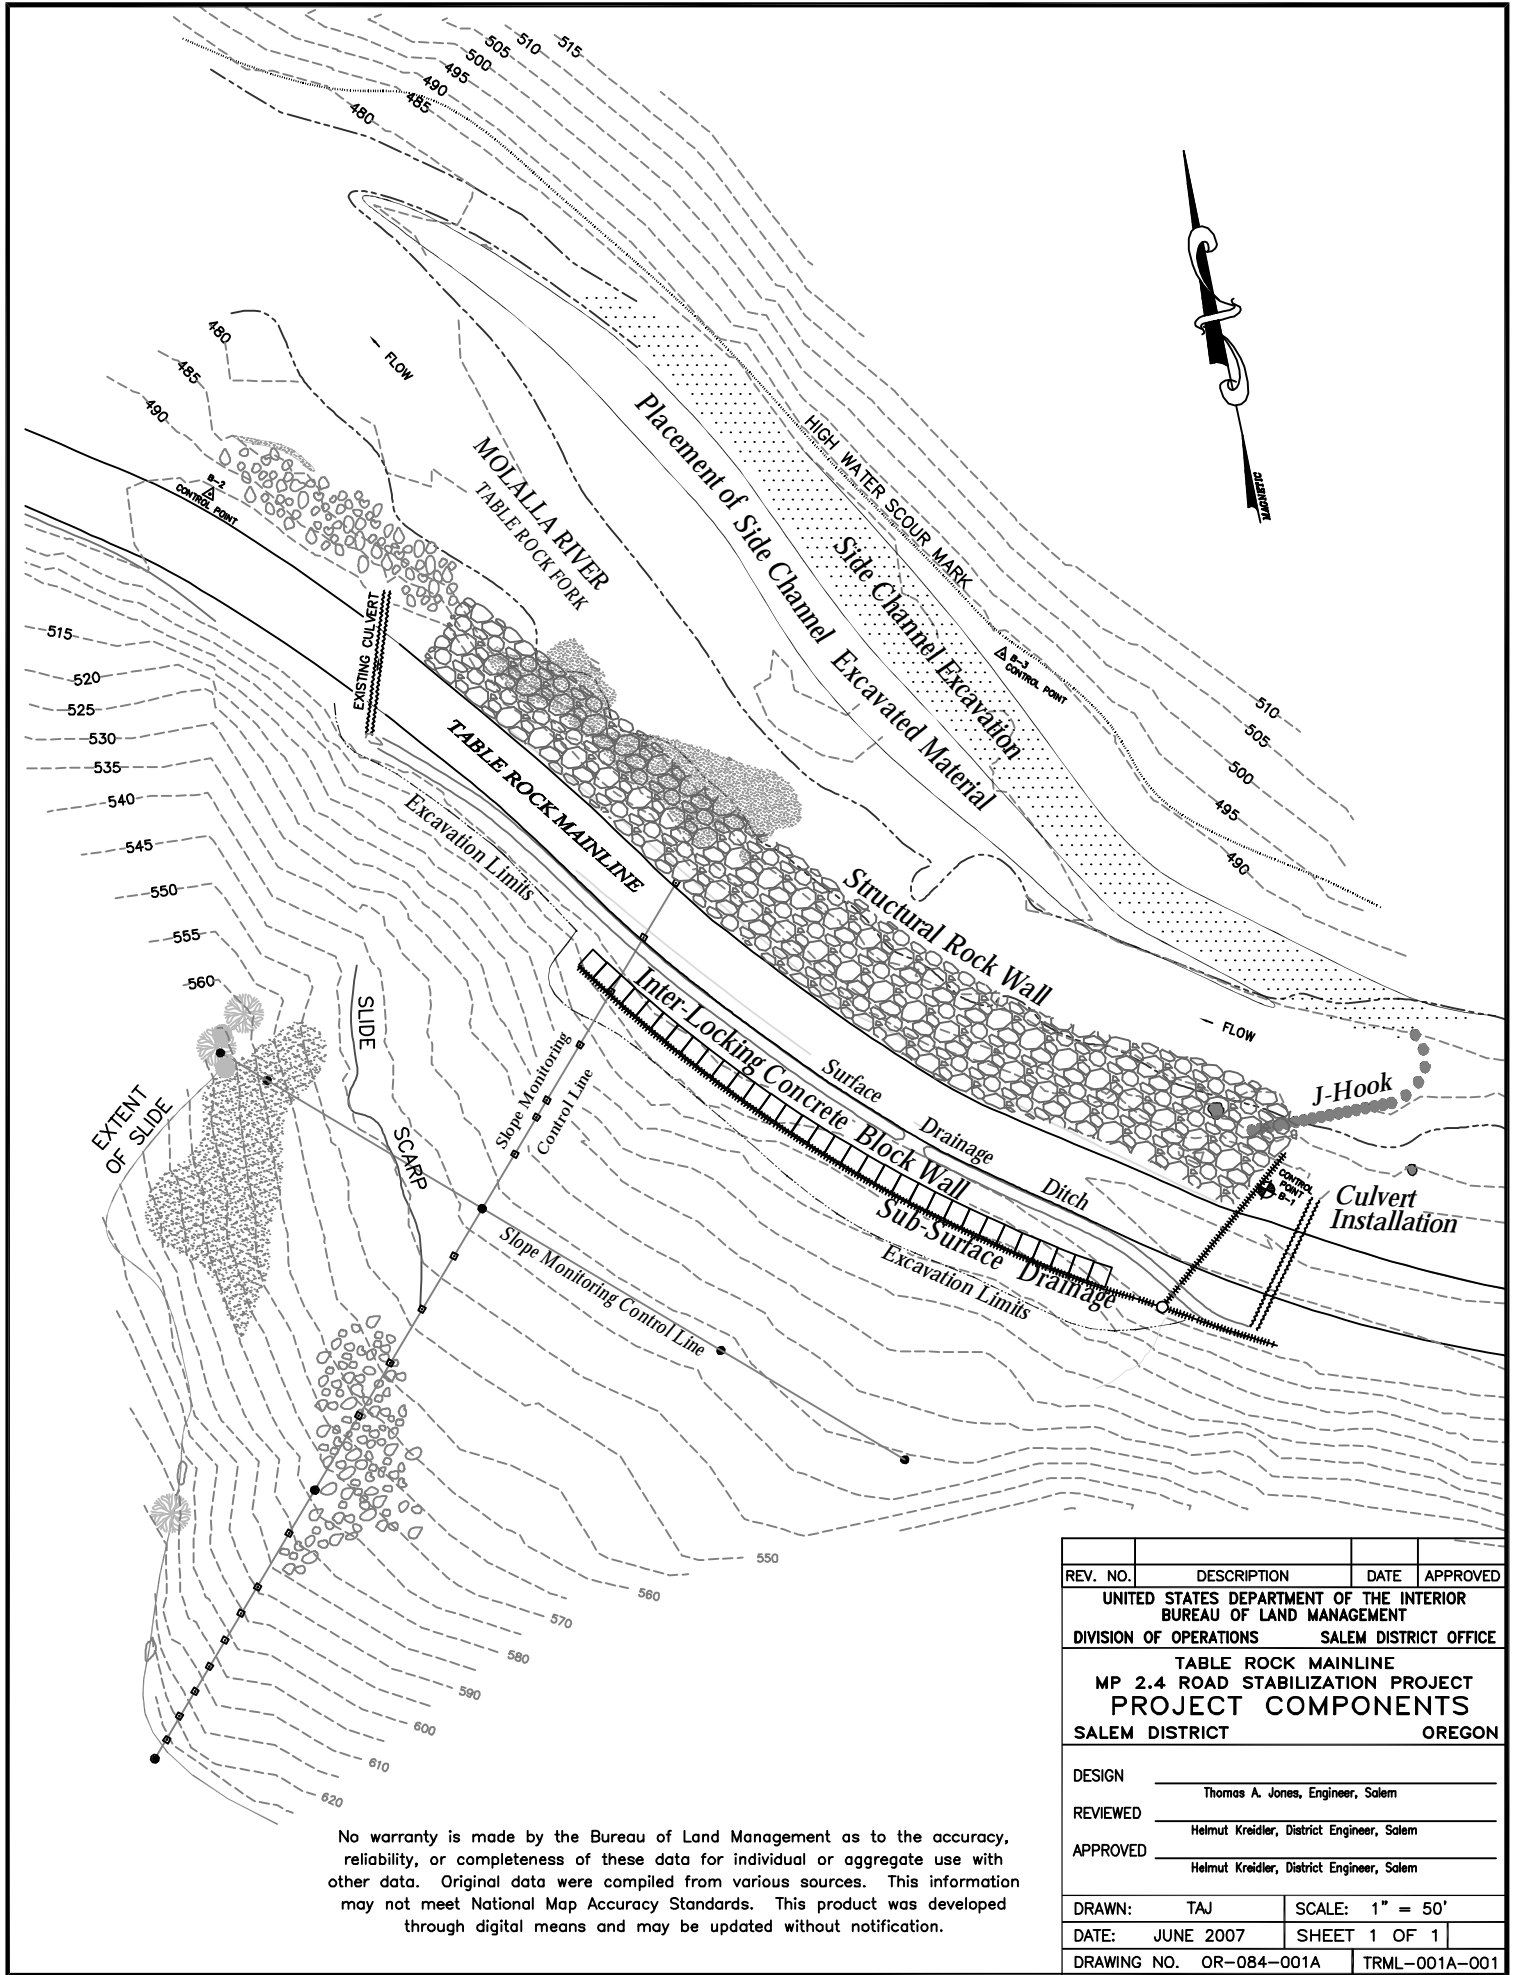 515
510
505
500
495
490
485
480
MAGNETIC
480
485
490
FLOW
MOLALLA RIVER
TABLE ROCK FORK
Placement of Side Channel Excavated Material
HIGH WATER SCOUR MARK
Side Channel Excavation
B-2
CONTROL POINT
B-3
CONTROL POINT
EXISTING CULVERT
515
520
525
530
535
540
545
550
555
560
510
505
500
495
490
TABLE ROCK MAINLINE
Excavation Limits
Structural Rock Wall
Inter-Locking Concrete Block Wall
SLIDE
SCARP
EXTENT
OF SLIDE
Slope Monitoring
Control Line
Surface Drainage Ditch
FLOW
J-Hook
CONTROL
POINT
B-1
Culvert
Installation
Sub-Surface Drainage
Excavation Limits
Slope Monitoring Control Line
550
560
570
580
590
600
610
620
No warranty is made by the Bureau of Land Management as to the accuracy,
reliability, or completeness of these data for individual or aggregate use with
other data. Original data were compiled from various sources. This information
may not meet National Map Accuracy Standards. This product was developed
through digital means and may be updated without notification.
REV. NO. DESCRIPTION DATE APPROVED
UNITED STATES DEPARTMENT OF THE INTERIOR
BUREAU OF LAND MANAGEMENT
DIVISION OF OPERATIONS SALEM DISTRICT OFFICE
TABLE ROCK MAINLINE
MP 2.4 ROAD STABILIZATION PROJECT
PROJECT COMPONENTS
SALEM DISTRICT OREGON
DESIGN
Thomas A. Jones, Engineer, Salem
REVIEWED
Helmut Kreidler, District Engineer, Salem
APPROVED
Helmut Kreidler, District Engineer, Salem
DRAWN: TAJ SCALE: 1" = 50'
DATE: JUNE 2007 SHEET 1 OF 1
DRAWING NO. OR-084-001A TRML-001A-001